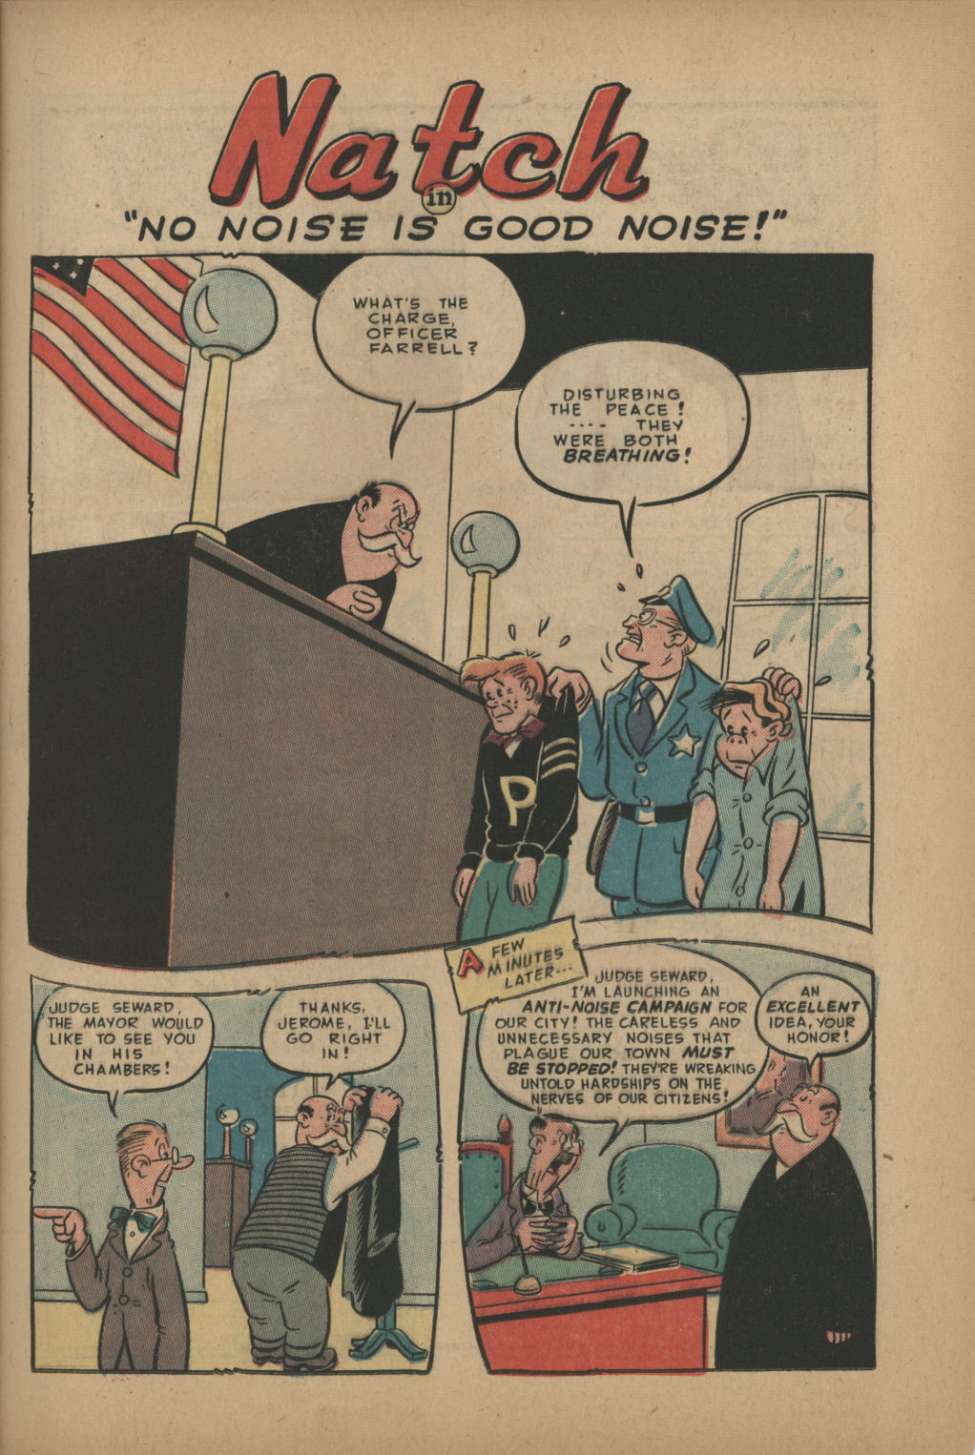 Natch
in
"NO NOISE IS GOOD NOISE!"
WHAT'S THE
CHARGE,
OFFICER
FARRELL?
DISTURBING
THE PEACE!
---- THEY
WERE BOTH
BREATHING!
P
JUDGE SEWARD,
THE MAYOR WOULD
LIKE TO SEE YOU
IN HIS
CHAMBERS!
THANKS,
JEROME, I'LL
GO RIGHT
IN!
A FEW
MINUTES
LATER...
JUDGE SEWARD,
I'M LAUNCHING AN
ANTI-NOISE CAMPAIGN FOR
OUR CITY! THE CARELESS AND
UNNECESSARY NOISES THAT
PLAGUE OUR TOWN MUST
BE STOPPED! THEY'RE WREAKING
UNTOLD HARDSHIPS ON THE
NERVES OF OUR CITIZENS!
AN
EXCELLENT
IDEA, YOUR
HONOR!